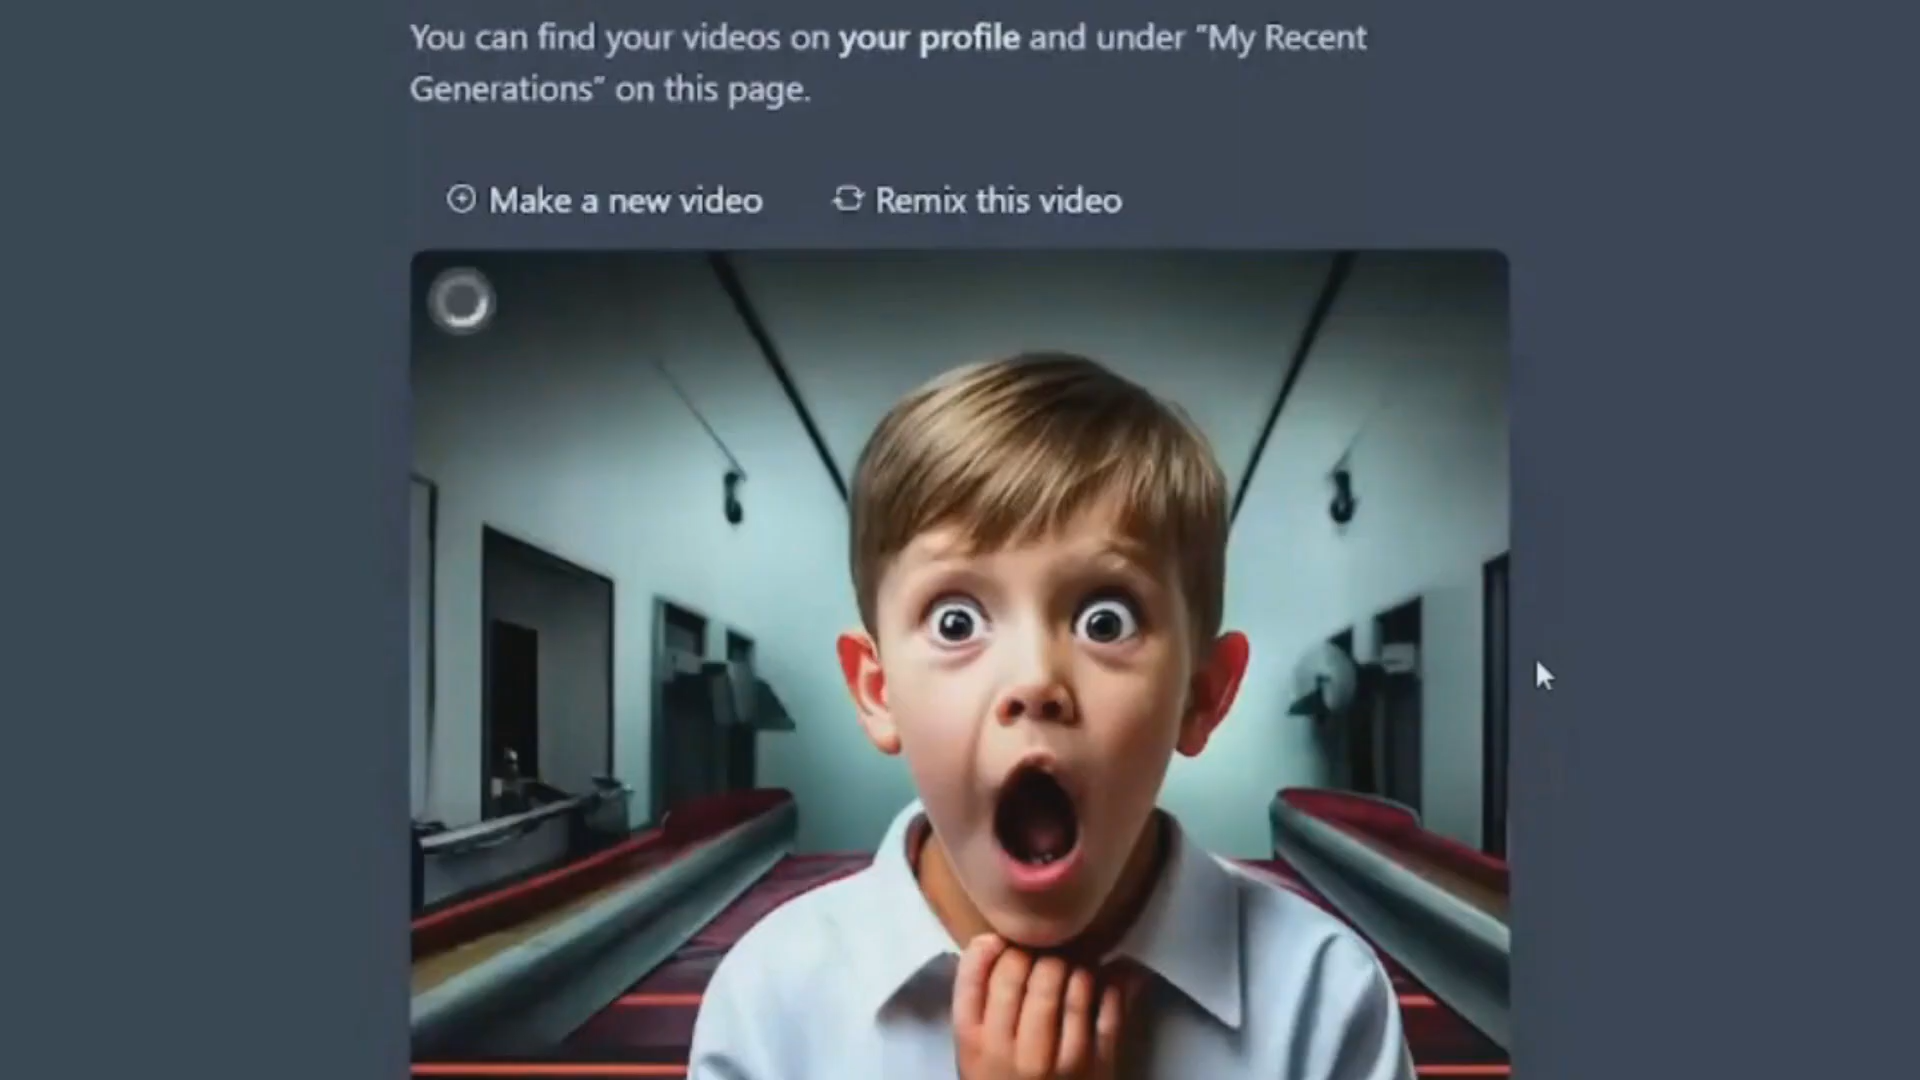 You can find your videos on your profile and under "My Recent
Generations" on this page.
Make a new video
Remix this video